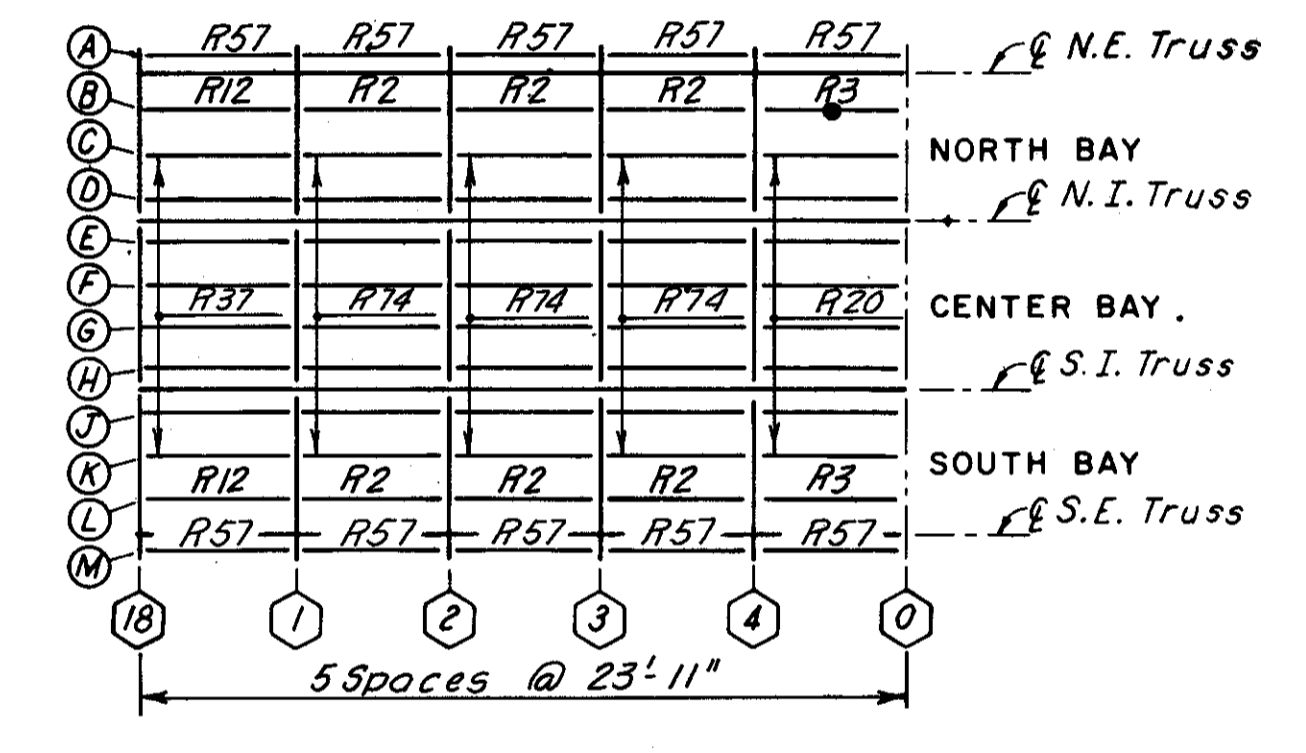 A R57 R57 R57 R57 R57 ℄ N.E. Truss
B R12 R2 R2 R2 R3
C NORTH BAY
D ℄ N.I. Truss
E
F R37 R74 R74 R74 R20 CENTER BAY.
G
H ℄ S.I. Truss
J
K R12 R2 R2 R2 R3 SOUTH BAY
L R57 R57 R57 R57 R57 ℄ S.E. Truss
M
18 1 2 3 4 0
5 Spaces @ 23'-11"